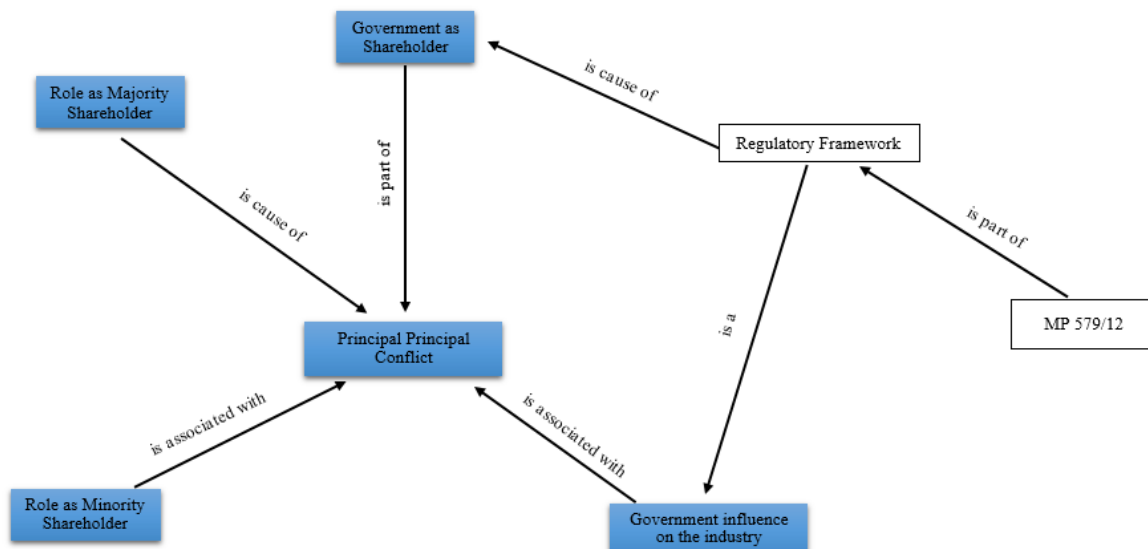 Government as
Shareholder
is cause of
Role as Majority
Shareholder
Regulatory Framework
is part of
is cause of
is part of
is a
MP 579/12
Principal Principal
Conflict
is associated with
is associated with
Role as Minority
Shareholder
Government influence
on the industry